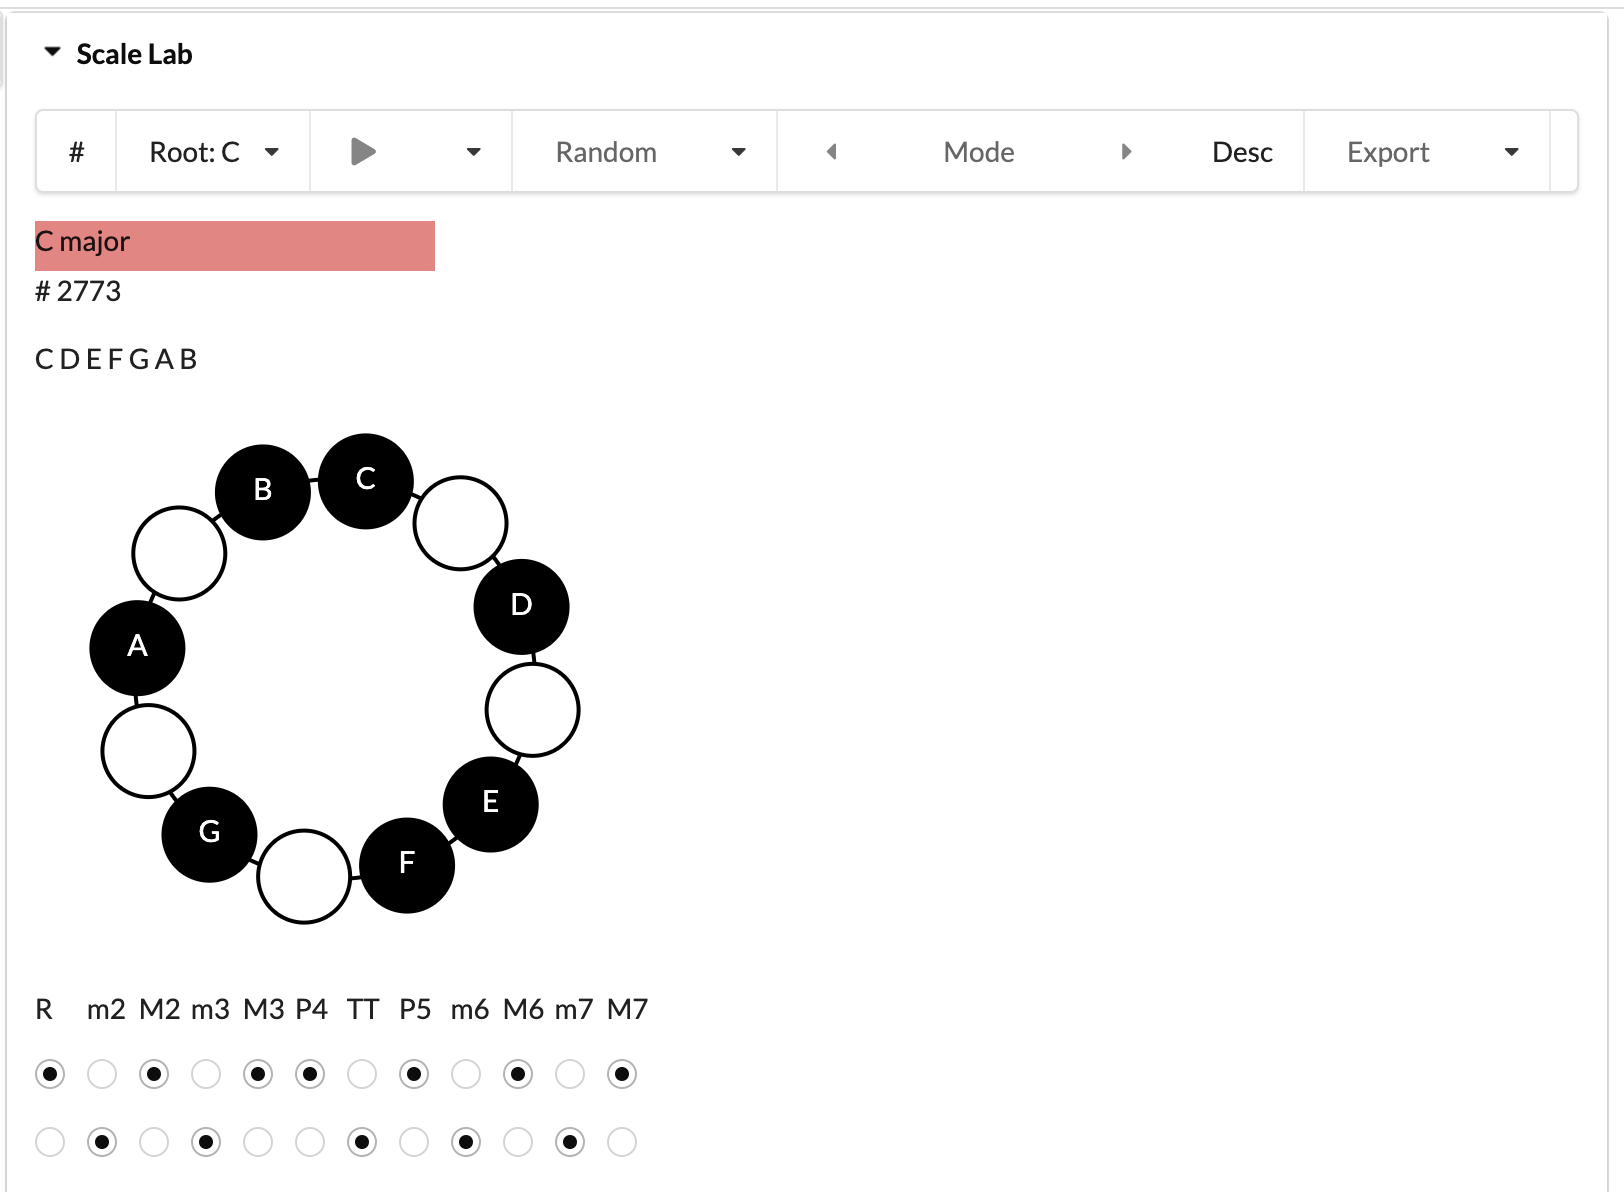 Scale Lab
# Root: C Random Mode Desc Export
C major
# 2773
C D E F G A B
B C
D
A
E
G F
R m2 M2 m3 M3 P4 TT P5 m6 M6 m7 M7